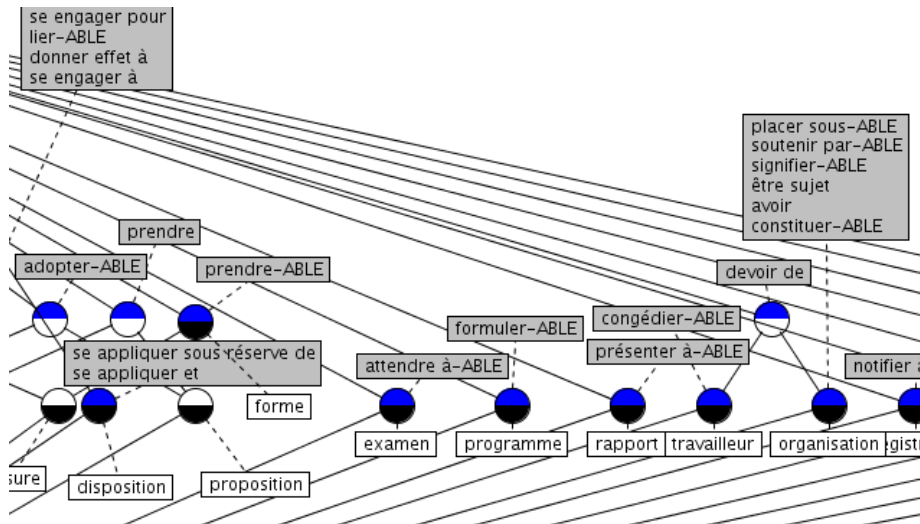 se engager pour
lier-ABLE
donner effet à
se engager à
placer sous-ABLE
soutenir par-ABLE
signifier-ABLE
être sujet
avoir
constituer-ABLE
prendre
adopter-ABLE
prendre-ABLE
devoir de
formuler-ABLE
congédier-ABLE
se appliquer sous réserve de
se appliquer et
attendre à-ABLE
présenter à-ABLE
notifier
forme
examen
programme
rapport
travailleur
organisation
disposition
proposition